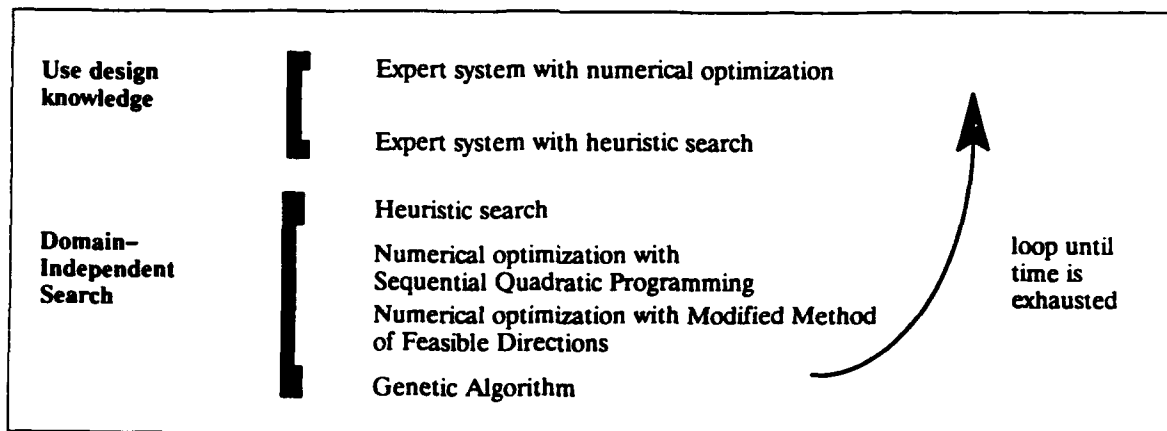 Use design
knowledge
Expert system with numerical optimization
Expert system with heuristic search
Domain–
Independent
Search
Heuristic search
Numerical optimization with
Sequential Quadratic Programming
Numerical optimization with Modified Method
of Feasible Directions
Genetic Algorithm
loop until
time is
exhausted